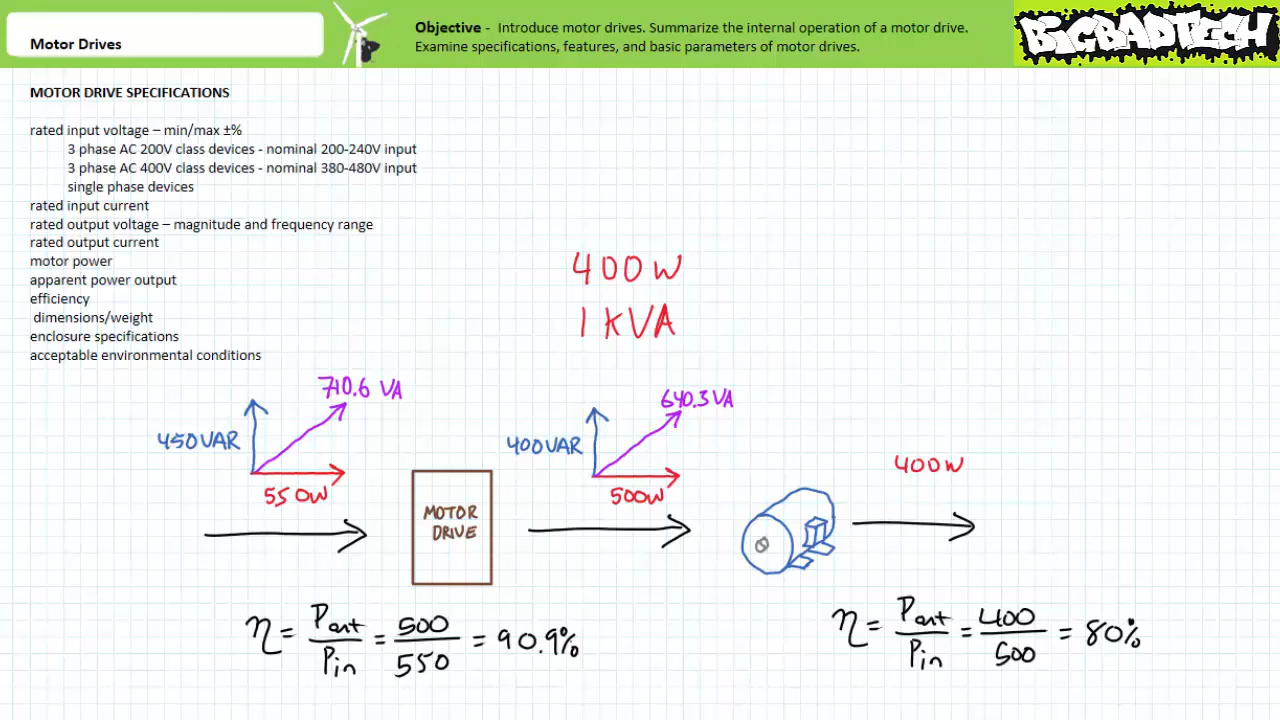 Motor Drives
Objective - Introduce motor drives. Summarize the internal operation of a motor drive.
Examine specifications, features, and basic parameters of motor drives.
BIGBADTECH
MOTOR DRIVE SPECIFICATIONS
rated input voltage – min/max ±%
3 phase AC 200V class devices - nominal 200-240V input
3 phase AC 400V class devices - nominal 380-480V input
single phase devices
rated input current
rated output voltage – magnitude and frequency range
rated output current
motor power
apparent power output
efficiency
dimensions/weight
enclosure specifications
acceptable environmental conditions
400W
1KVA
710.6 VA
450VAR
550W
640.3VA
400VAR
500W
400W
MOTOR
DRIVE
η = Pout/Pin = 500/550 = 90.9%
η = Pout/Pin = 400/500 = 80%